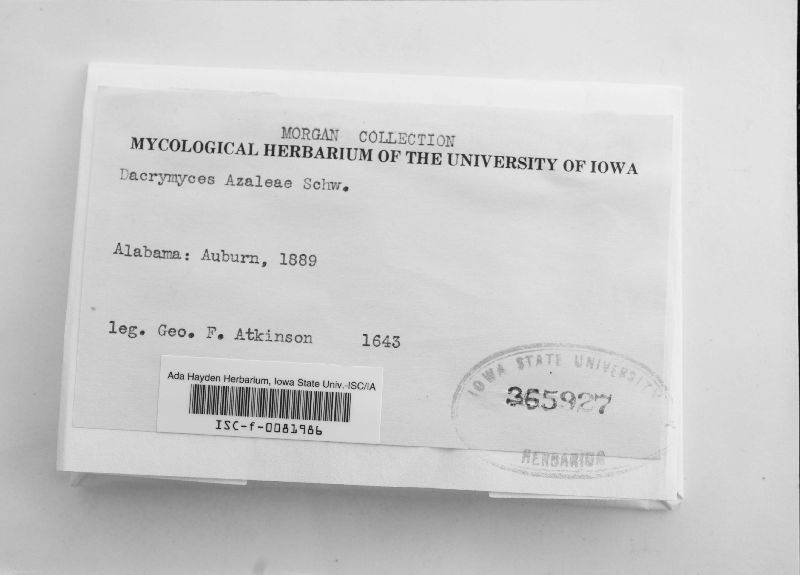 MORGAN COLLECTION
MYCOLOGICAL HERBARIUM OF THE UNIVERSITY OF IOWA
Dacrymyces Azaleae Schw.
Alabama: Auburn, 1889
leg. Geo. F. Atkinson 1643
Ada Hayden Herbarium, Iowa State Univ.-ISC/IA
ISC-f-0081986
IOWA STATE UNIVERSITY
365927
HERBARIUM